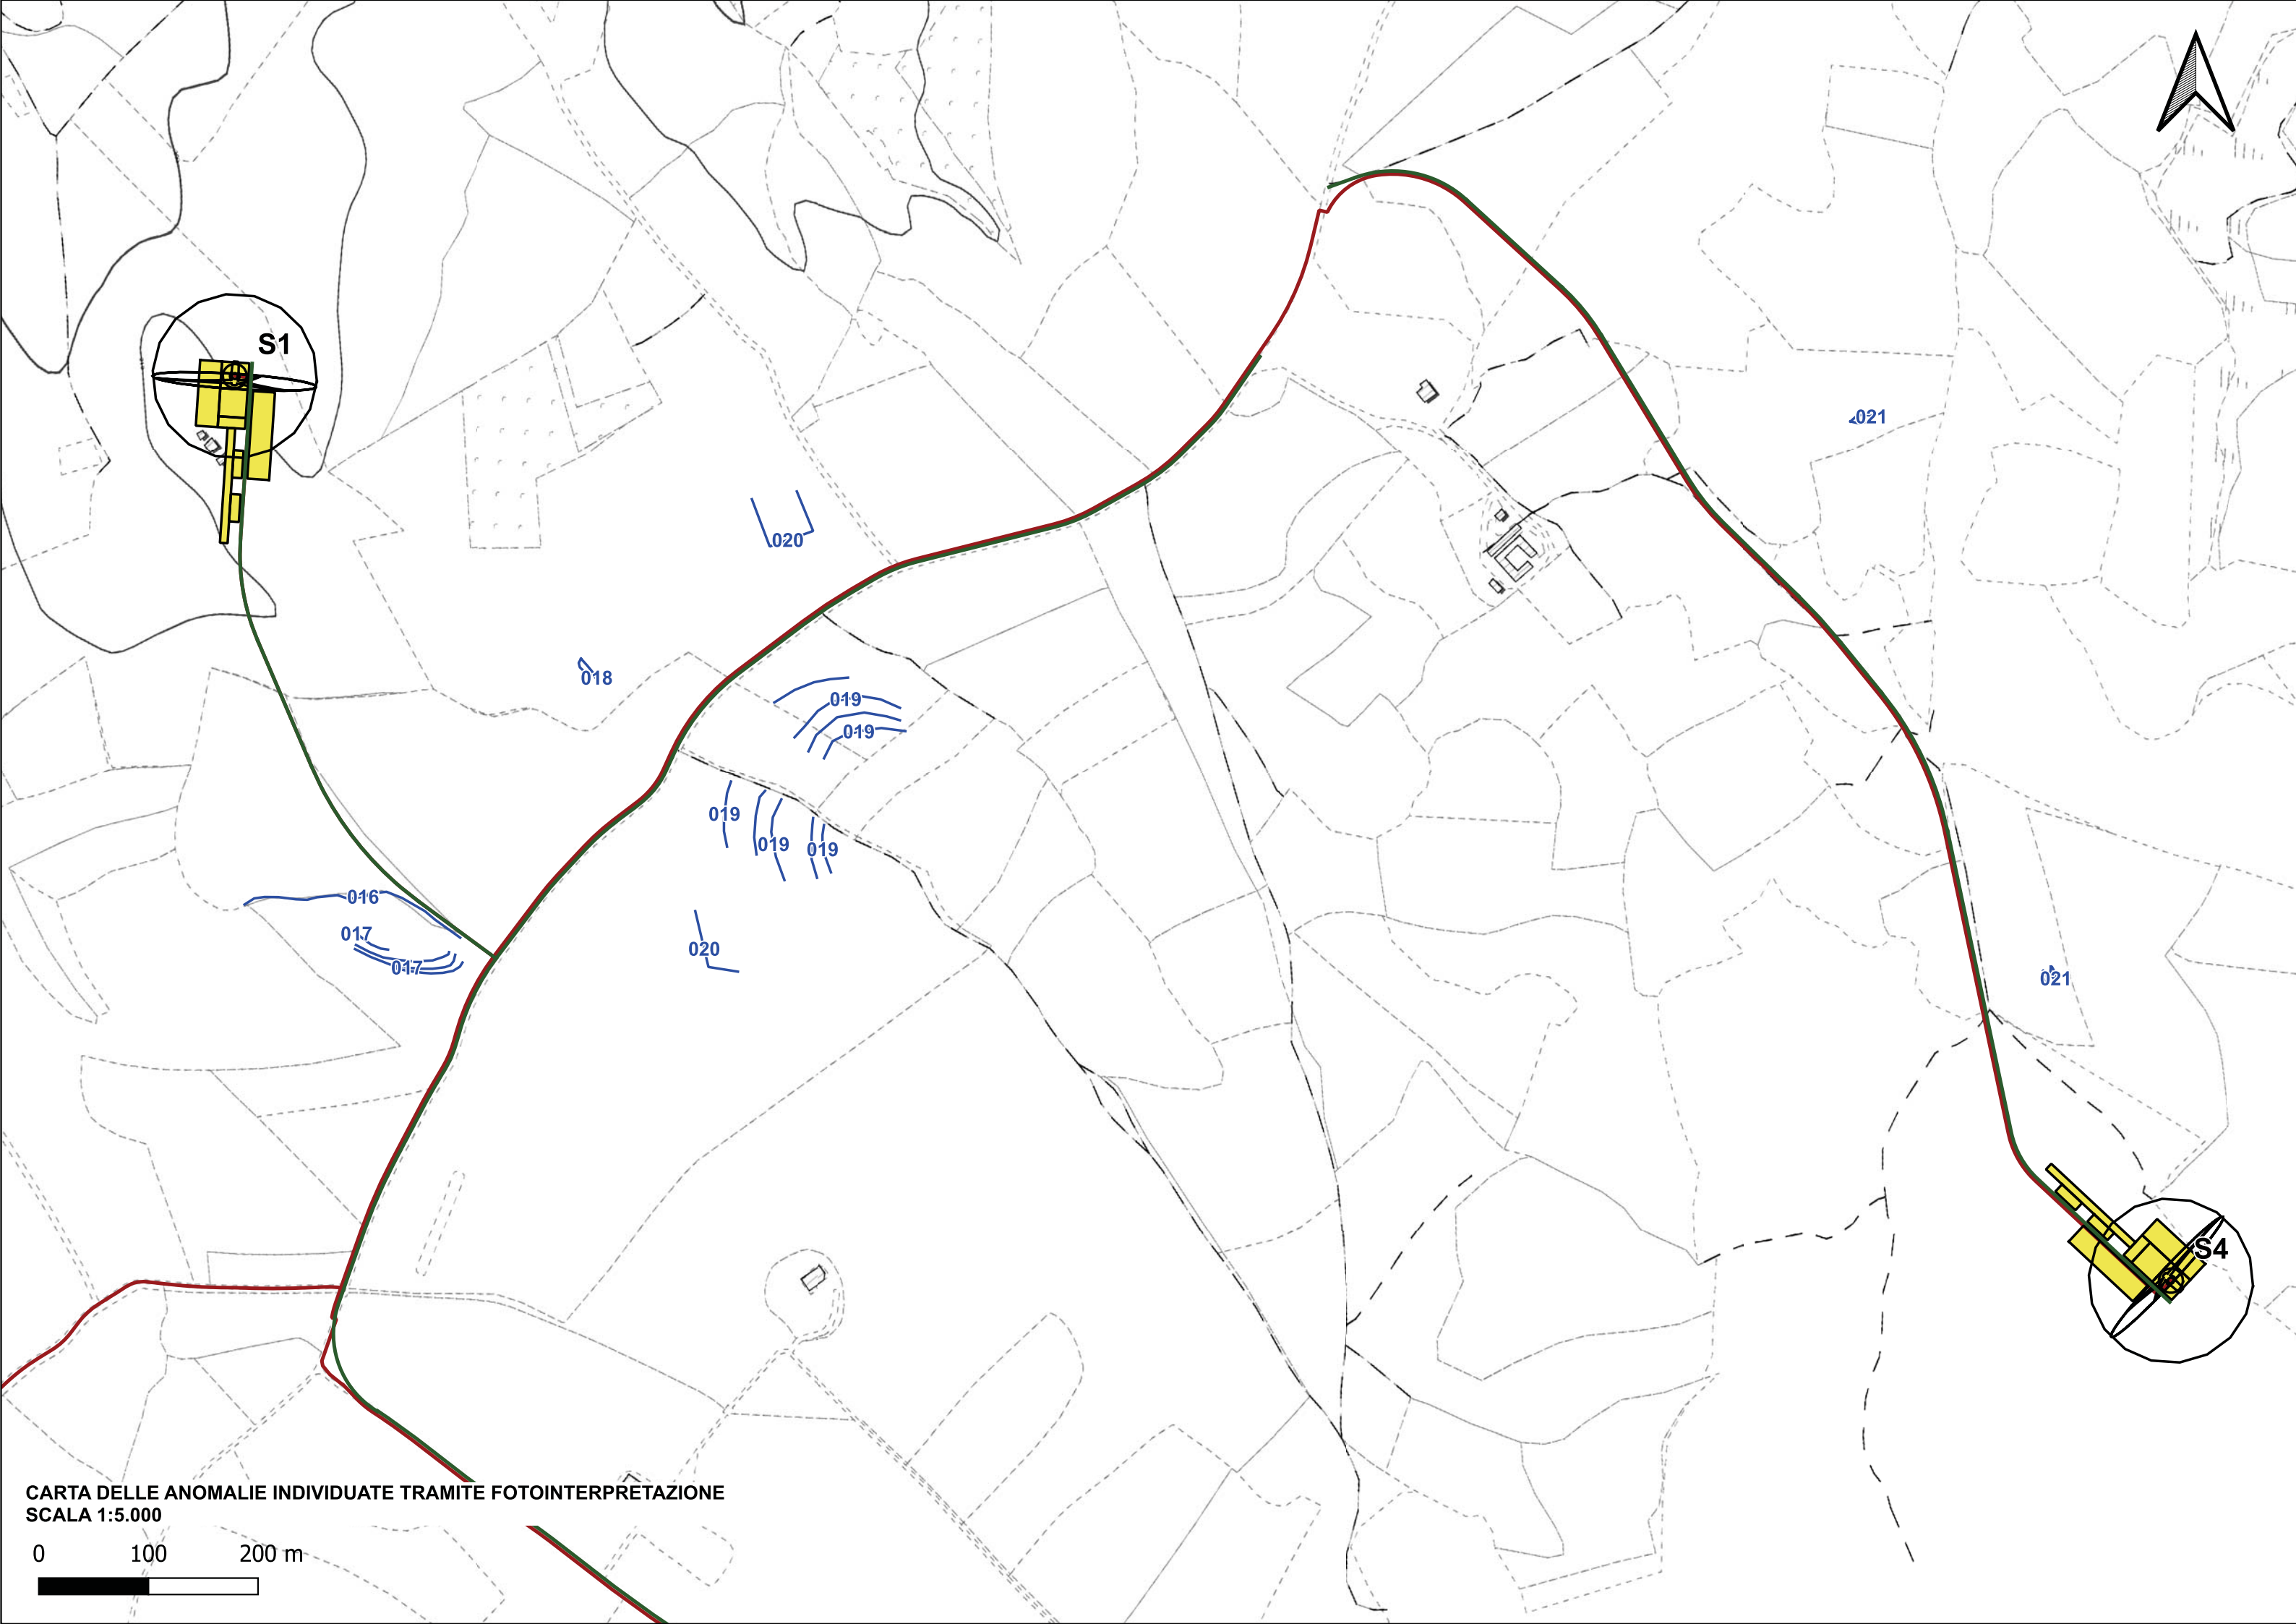 S1
021
020
018
019
019
019
019
019
016
017
017
020
021
S4
CARTA DELLE ANOMALIE INDIVIDUATE TRAMITE FOTOINTERPRETAZIONE
SCALA 1:5.000
0 100 200 m